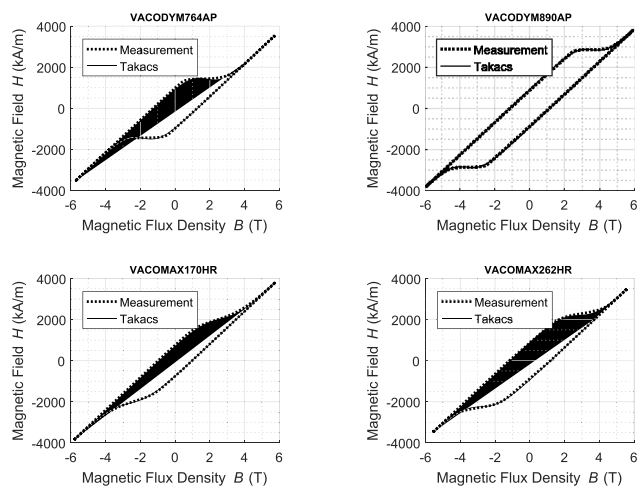 VACODYM764AP
VACODYM890AP
Magnetic Field H (kA/m)
4000
2000
0
-2000
-4000
Measurement
Takacs
-6 -4 -2 0 2 4 6
Magnetic Flux Density B (T)
Magnetic Field H (kA/m)
4000
2000
0
-2000
-4000
Measurement
Takacs
-6 -4 -2 0 2 4 6
Magnetic Flux Density B (T)
VACOMAX170HR
VACOMAX262HR
Magnetic Field H (kA/m)
4000
2000
0
-2000
-4000
Measurement
Takacs
-6 -4 -2 0 2 4 6
Magnetic Flux Density B (T)
Magnetic Field H (kA/m)
4000
2000
0
-2000
-4000
Measurement
Takacs
-6 -4 -2 0 2 4 6
Magnetic Flux Density B (T)